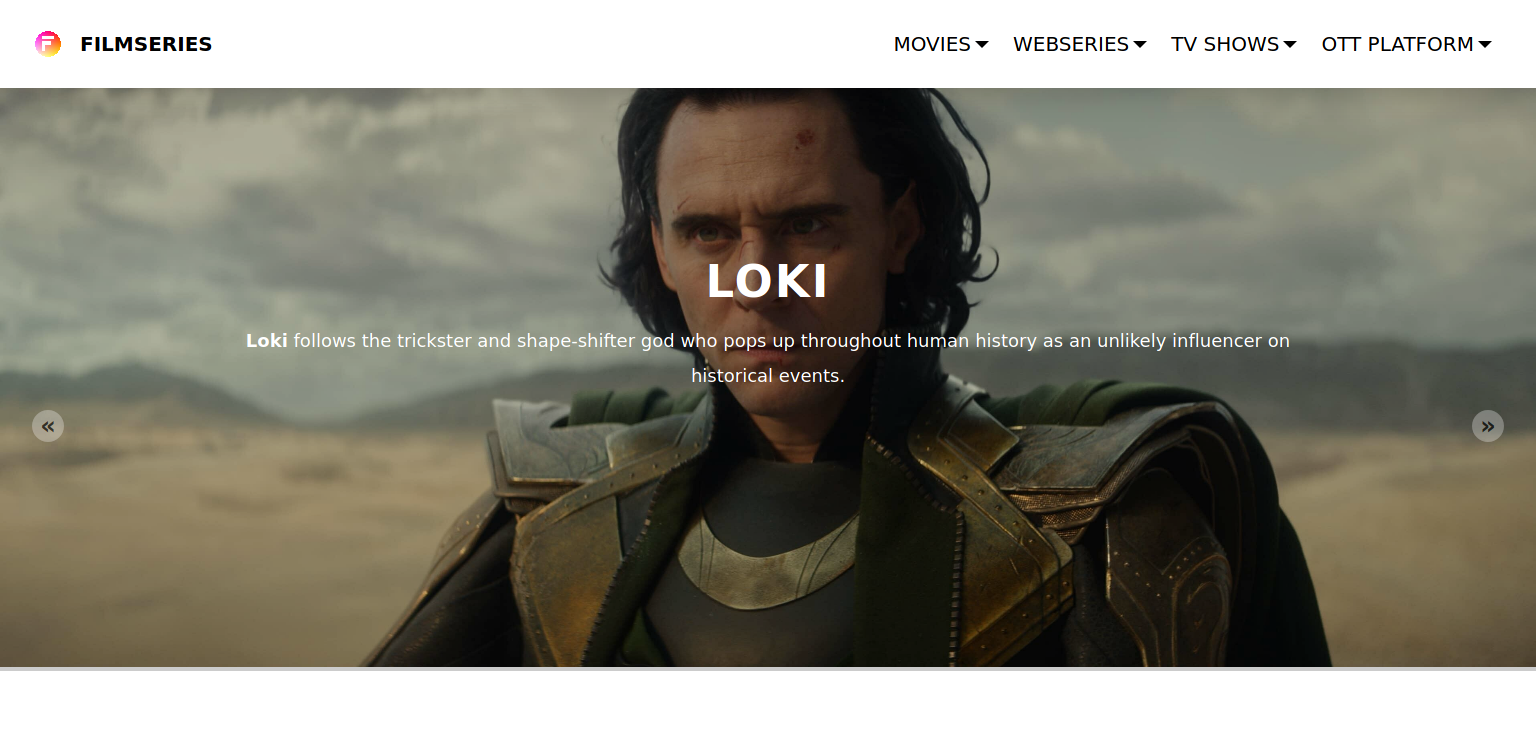 F FILMSERIES
MOVIES WEBSERIES TV SHOWS OTT PLATFORM
LOKI
Loki follows the trickster and shape-shifter god who pops up throughout human history as an unlikely influencer on
historical events.
« »